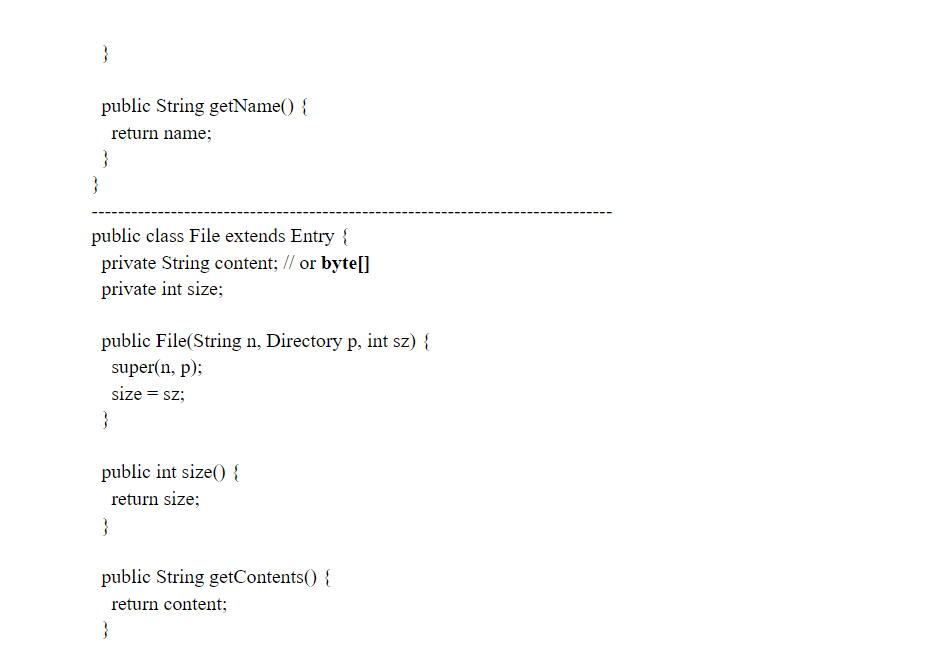 }
public String getName() {
return name;
}
}
-------------------------------------------------------------------------------
public class File extends Entry {
private String content; // or byte[]
private int size;
public File(String n, Directory p, int sz) {
super(n, p);
size = sz;
}
public int size() {
return size;
}
public String getContents() {
return content;
}